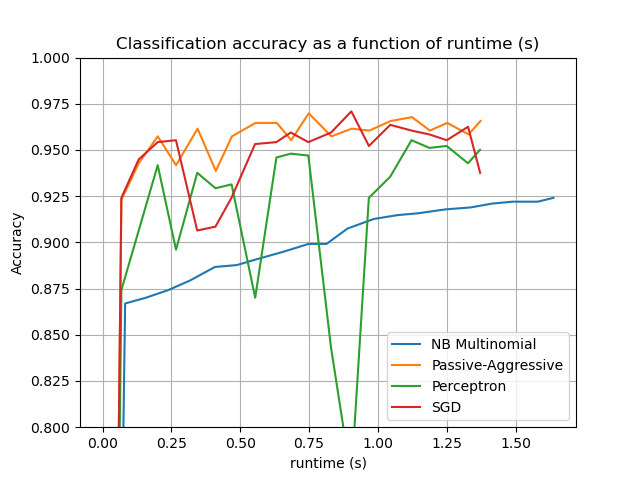 Classification accuracy as a function of runtime (s)
1.000
0.975
0.950
0.925
0.900
0.875
0.850
0.825
0.800
Accuracy
0.00 0.25 0.50 0.75 1.00 1.25 1.50
runtime (s)
NB Multinomial
Passive-Aggressive
Perceptron
SGD